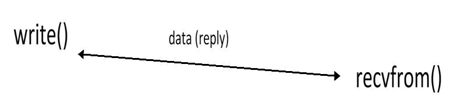 write()
data (reply)
recvfrom()